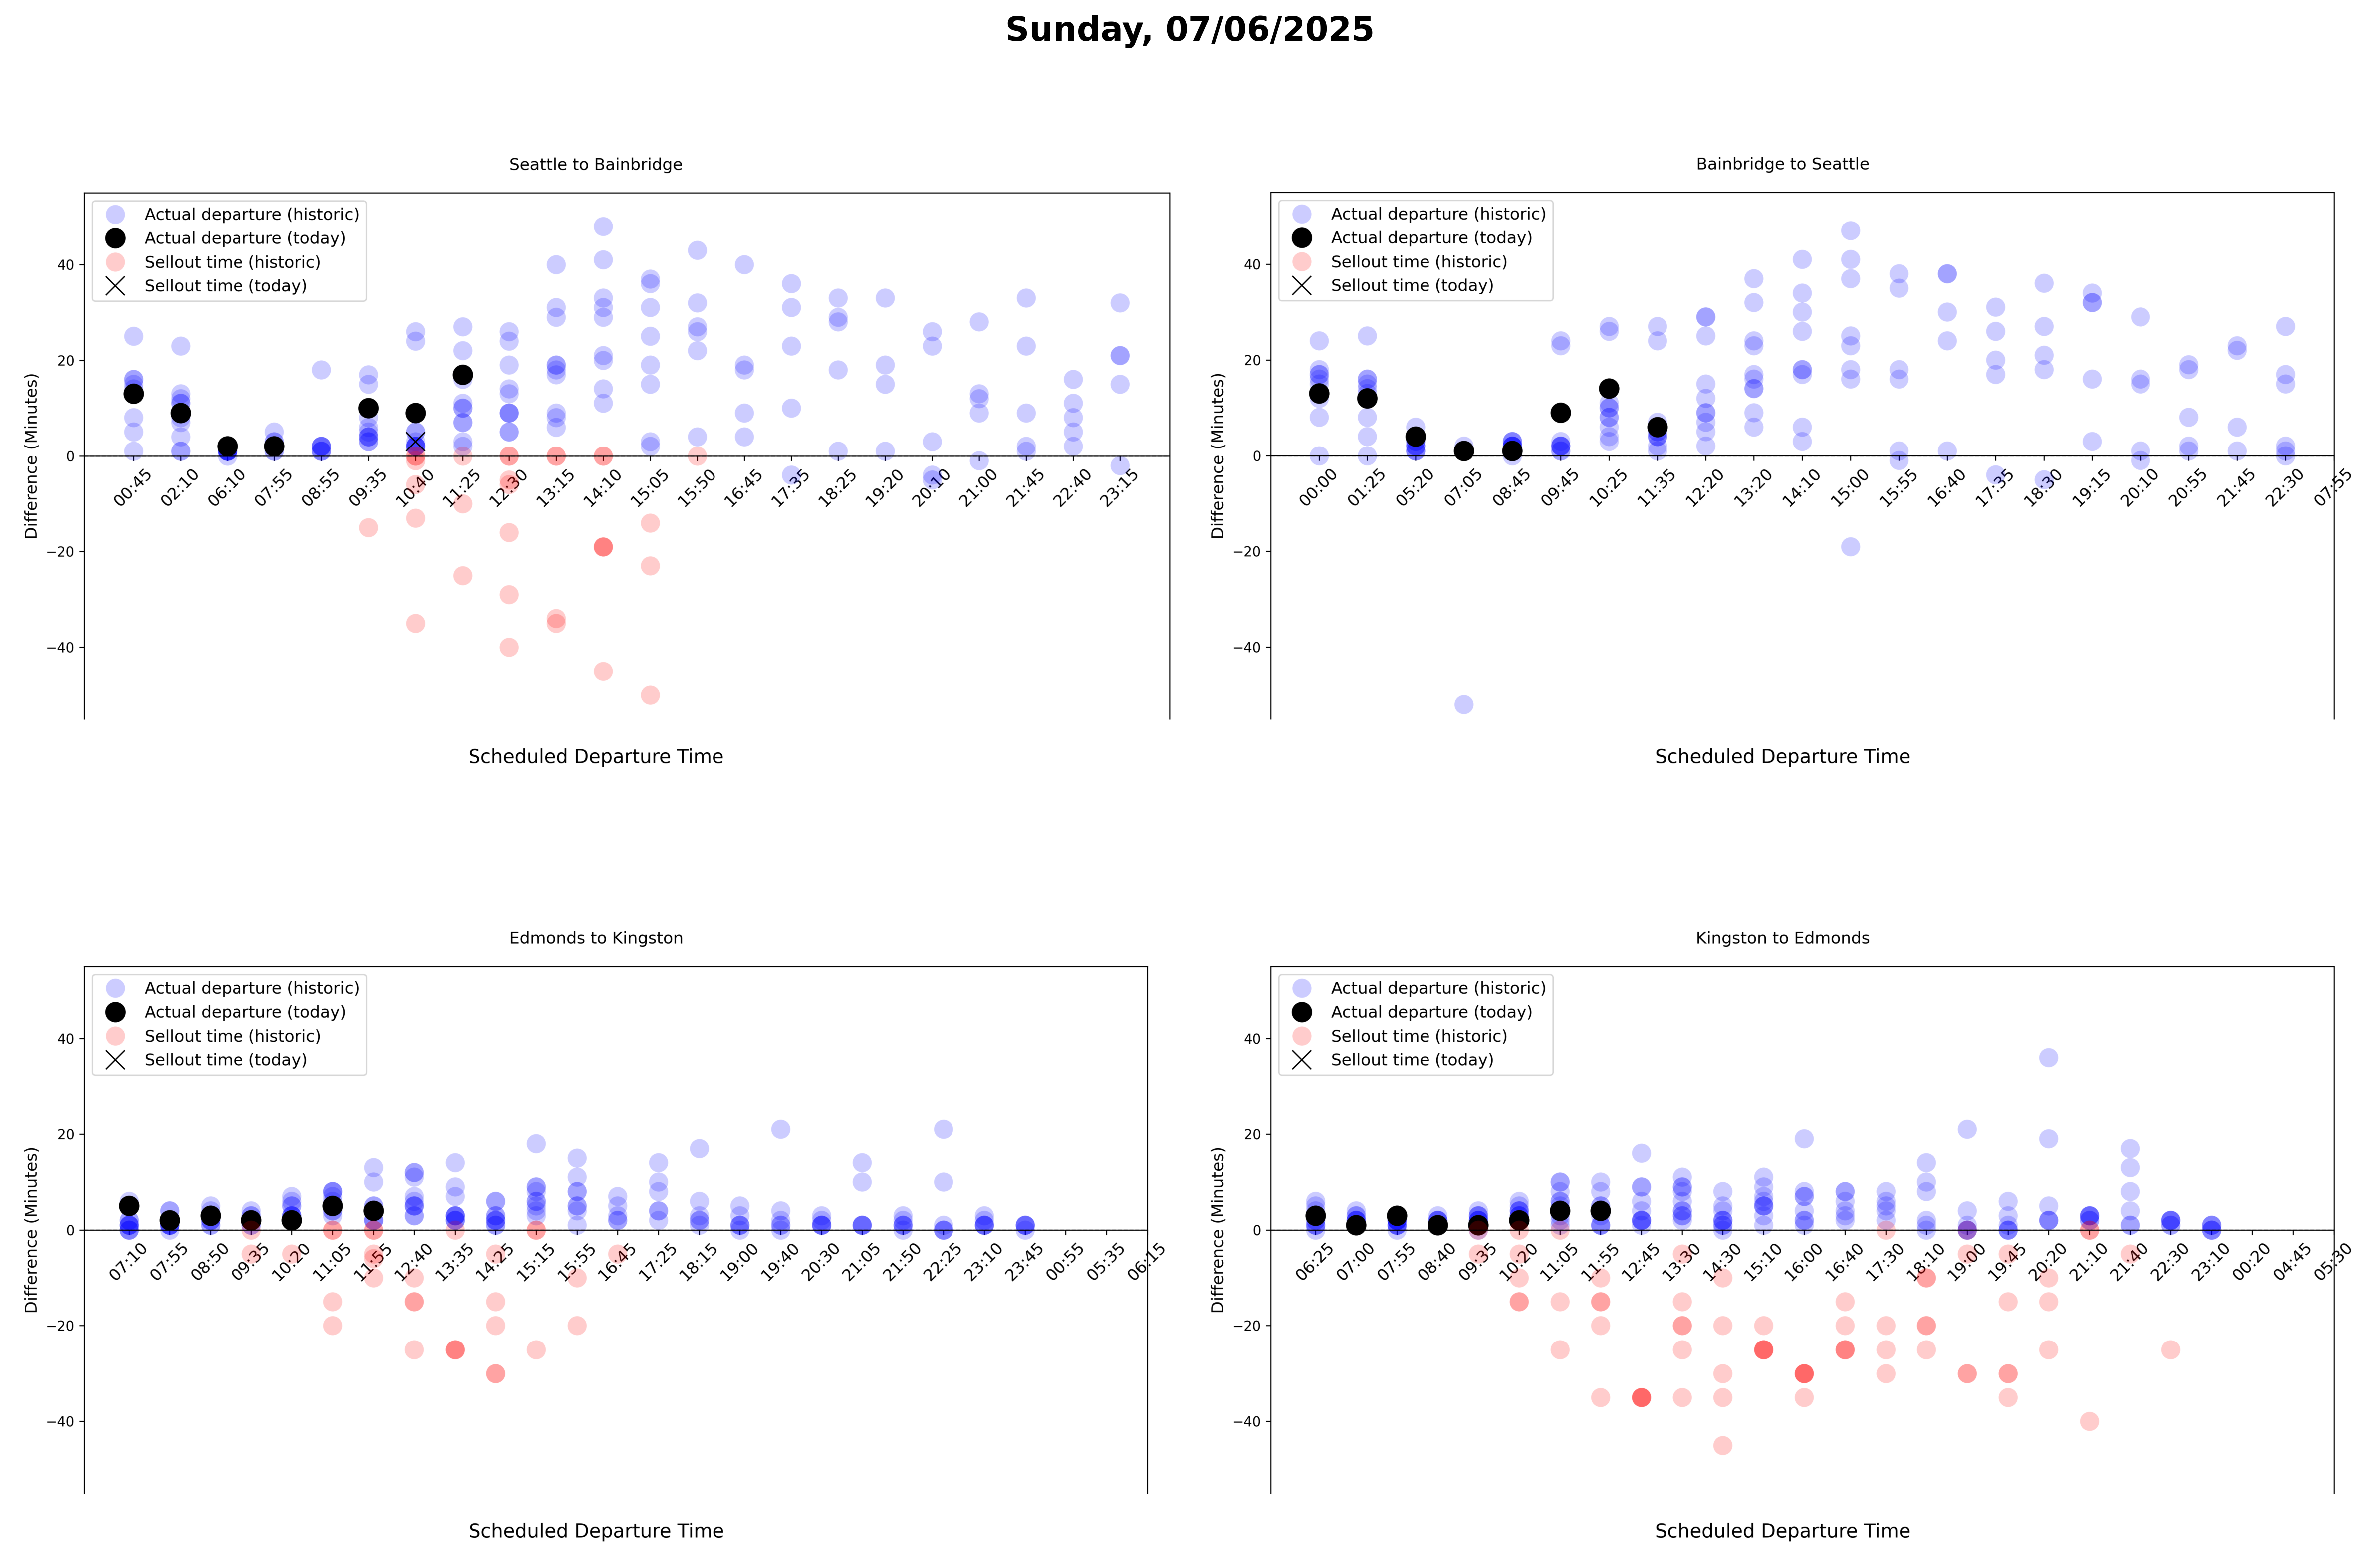 Sunday, 07/06/2025
Seattle to Bainbridge
Actual departure (historic)
Actual departure (today)
Sellout time (historic)
Sellout time (today)
Difference (Minutes)
40
20
0
−20
−40
00:45 02:10 06:10 07:55 08:55 09:35 10:40 11:25 12:30 13:15 14:10 15:05 15:50 16:45 17:35 18:25 19:20 20:10 21:00 21:45 22:40 23:15
Scheduled Departure Time
Bainbridge to Seattle
Actual departure (historic)
Actual departure (today)
Sellout time (historic)
Sellout time (today)
Difference (Minutes)
40
20
0
−20
−40
00:00 01:25 05:20 07:05 08:45 09:45 10:25 11:35 12:20 13:20 14:10 15:00 15:55 16:40 17:35 18:30 19:15 20:10 20:55 21:45 22:30 07:55
Scheduled Departure Time
Edmonds to Kingston
Actual departure (historic)
Actual departure (today)
Sellout time (historic)
Sellout time (today)
Difference (Minutes)
40
20
0
−20
−40
07:10 07:55 08:50 09:35 10:20 11:05 11:55 12:40 13:35 14:25 15:15 15:55 16:45 17:25 18:15 19:00 19:40 20:30 21:05 21:50 22:25 23:10 23:45 00:55 05:35 06:15
Scheduled Departure Time
Kingston to Edmonds
Actual departure (historic)
Actual departure (today)
Sellout time (historic)
Sellout time (today)
Difference (Minutes)
40
20
0
−20
−40
06:25 07:00 07:55 08:40 09:35 10:20 11:05 11:55 12:45 13:30 14:30 15:10 16:00 16:40 17:30 18:10 19:00 19:45 20:20 21:10 21:40 22:30 23:10 00:20 04:45 05:30
Scheduled Departure Time